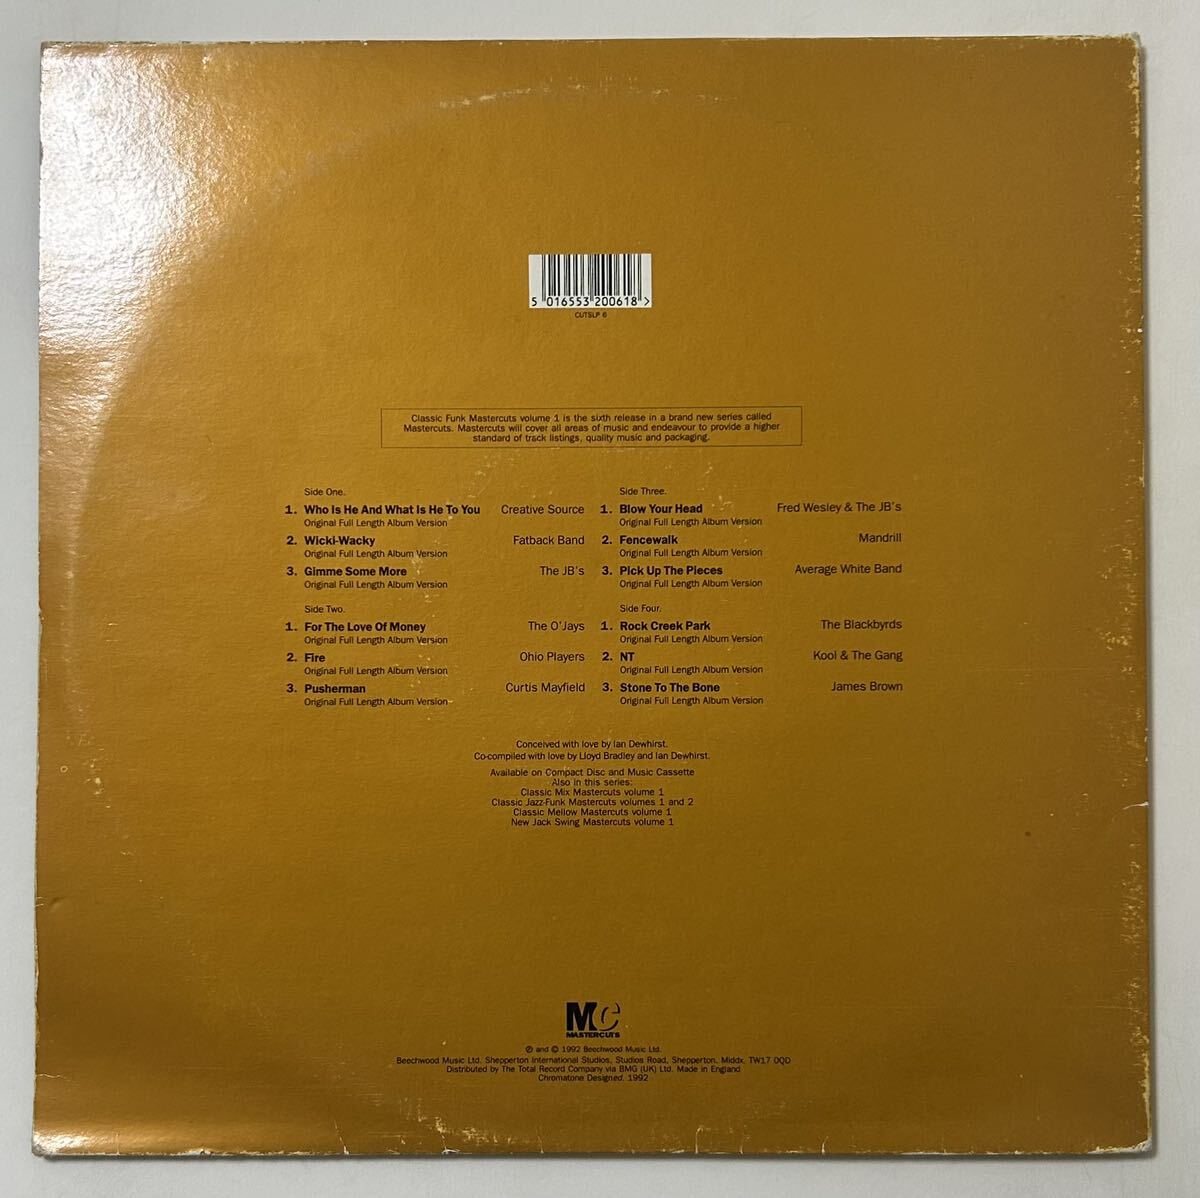 5 016553 200618 >
CUTSLP 6
Classic Funk Mastercuts volume 1 is the sixth release in a brand new series called
Mastercuts. Mastercuts will cover all areas of music and endeavour to provide a higher
standard of track listings, quality music and packaging.
Side One.
1. Who Is He And What Is He To You Creative Source
Original Full Length Album Version
2. Wicki-Wacky Fatback Band
Original Full Length Album Version
3. Gimme Some More The JB's
Original Full Length Album Version
Side Two.
1. For The Love Of Money The O'Jays
Original Full Length Album Version
2. Fire Ohio Players
Original Full Length Album Version
3. Pusherman Curtis Mayfield
Original Full Length Album Version
Side Three.
1. Blow Your Head Fred Wesley & The JB's
Original Full Length Album Version
2. Fencewalk Mandrill
Original Full Length Album Version
3. Pick Up The Pieces Average White Band
Original Full Length Album Version
Side Four.
1. Rock Creek Park The Blackbyrds
Original Full Length Album Version
2. NT Kool & The Gang
Original Full Length Album Version
3. Stone To The Bone James Brown
Original Full Length Album Version
Conceived with love by Ian Dewhirst.
Co-compiled with love by Lloyd Bradley and Ian Dewhirst.
Available on Compact Disc and Music Cassette
Also in this series:
Classic Mix Mastercuts volume 1
Classic Jazz-Funk Mastercuts volumes 1 and 2
Classic Mellow Mastercuts volume 1
New Jack Swing Mastercuts volume 1
Mc
MASTERCUTS
℗ and © 1992 Beechwood Music Ltd.
Beechwood Music Ltd. Shepperton International Studios, Studios Road, Shepperton. Middx. TW17 0QD
Distributed by The Total Record Company via BMG (UK) Ltd. Made in England
Chromatone Designed. 1992